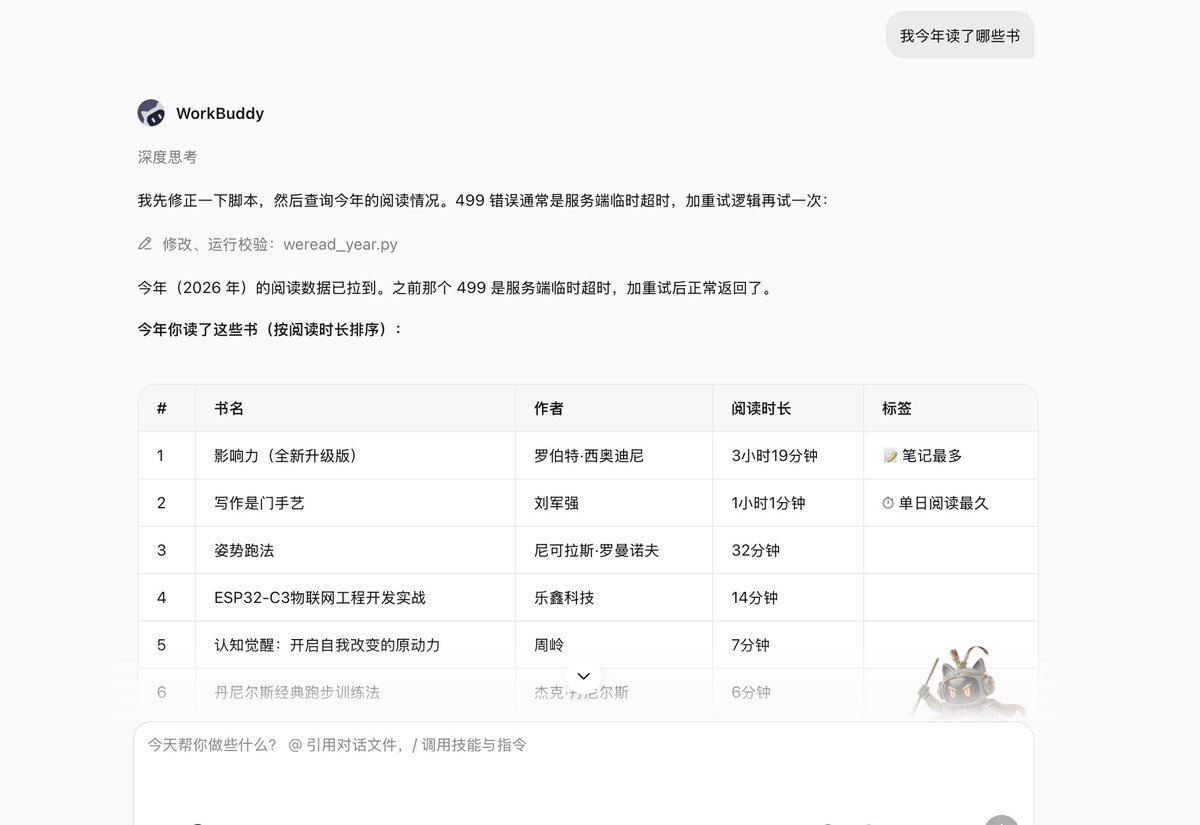 我今年读了哪些书
WorkBuddy
深度思考
我先修正一下脚本，然后查询今年的阅读情况。499 错误通常是服务端临时超时，加重试逻辑再试一次：
修改、运行校验：weread_year.py
今年（2026 年）的阅读数据已拉到。之前那个 499 是服务端临时超时，加重试后正常返回了。
今年你读了这些书（按阅读时长排序）：
# 书名 作者 阅读时长 标签
1 影响力（全新升级版） 罗伯特·西奥迪尼 3小时19分钟 📝 笔记最多
2 写作是门手艺 刘军强 1小时1分钟 ⏱ 单日阅读最久
3 姿势跑法 尼可拉斯·罗曼诺夫 32分钟
4 ESP32-C3物联网工程开发实战 乐鑫科技 14分钟
5 认知觉醒：开启自我改变的原动力 周岭 7分钟
6 丹尼尔斯经典跑步训练法 杰克·丹尼尔斯 6分钟
今天帮你做些什么？ @ 引用对话文件，/ 调用技能与指令